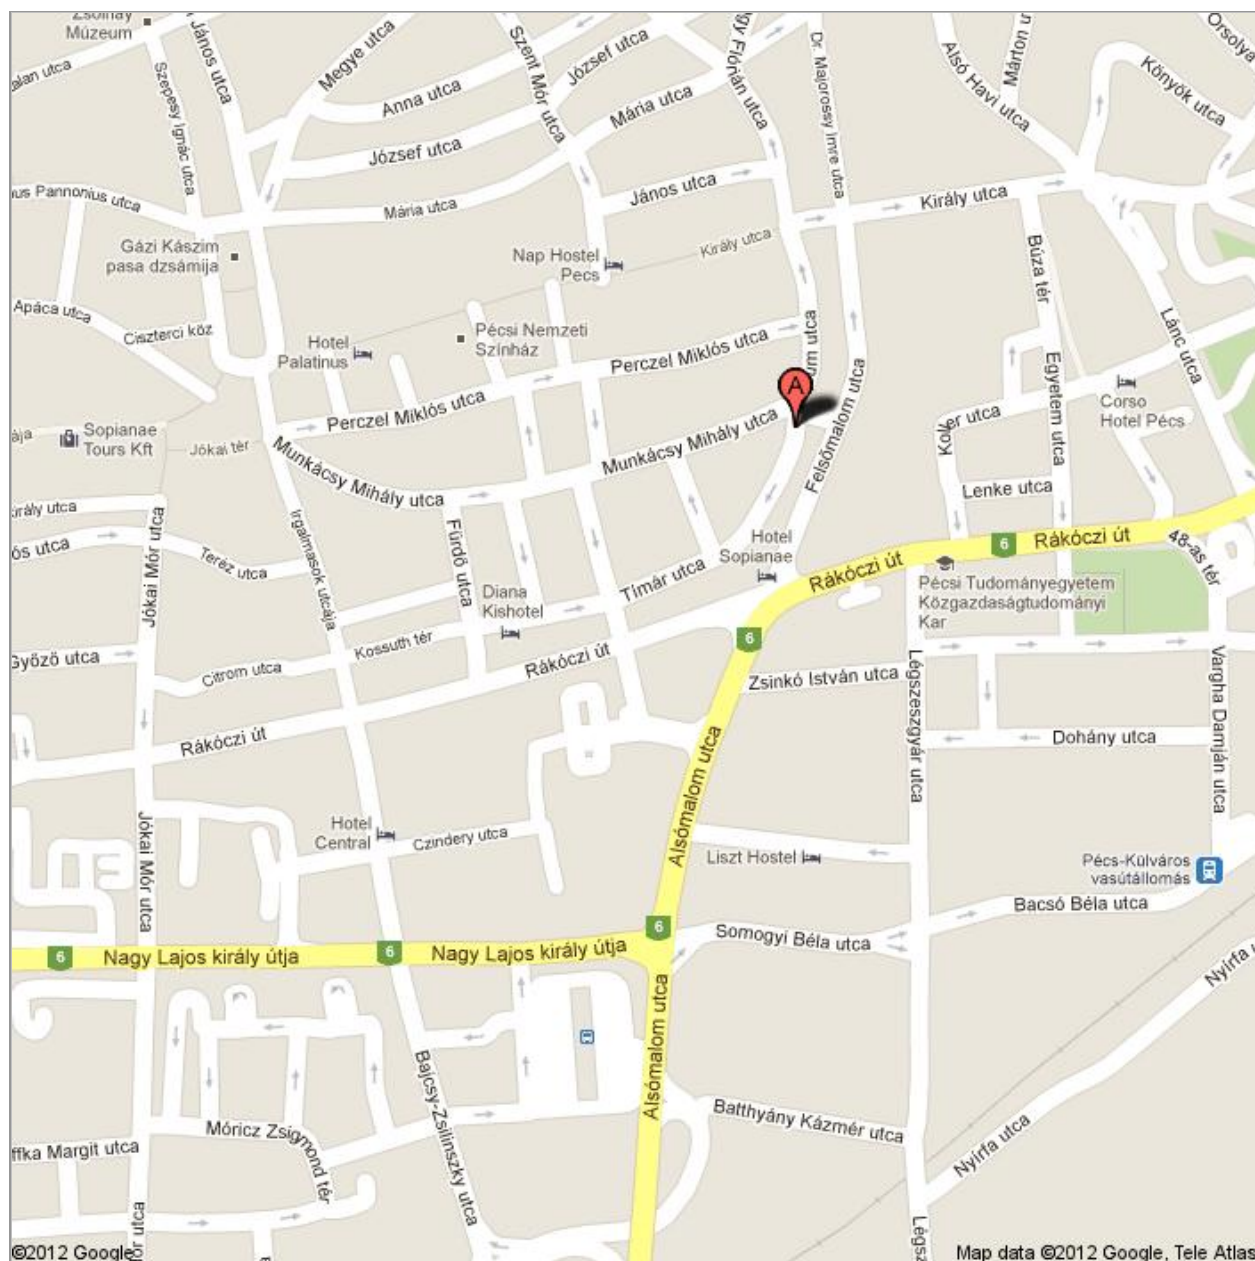 Zsolnay
Múzeum
János utca
Megye utca
Szent Mór utca
József utca
Dr. Majorossy Imre utca
Alsó Havi utca
Könyök utca
Orsolya
Szepesy Ignác utca
Anna utca
Mária utca
József utca
János utca
Király utca
Mária utca
Gázi Kászim
pasa dzsámija
Nap Hostel
Pecs
Király utca
Búza tér
Apáca utca
Ciszterci köz
Hotel
Palatinus
Pécsi Nemzeti
Színház
Perczel Miklós utca
Lánc utca
A
Perczel Miklós utca
Munkácsy Mihály utca
Felsőmalom utca
Egyetem utca
Corso
Hotel Pécs
Sopianae
Tours Kft
Jókai tér
Munkácsy Mihály utca
Koller utca
Lenke utca
Király utca
Jókai Mór utca
Irgalmasok utcája
Fürdő utca
Teréz utca
Hotel
Sopianae
Rákóczi út
6
Rákóczi út
48-as tér
Tímár utca
Diana
Kishotel
Pécsi Tudományegyetem
Közgazdaságtudományi
Kar
Kossuth tér
6
Győző utca
Citrom utca
Rákóczi út
Zsinkó István utca
Légszeszgyár utca
Vargha Damján utca
Rákóczi út
Dohány utca
Alsómalom utca
Jókai Mór utca
Hotel
Central
Czindery utca
Liszt Hostel
Pécs-Külváros
vasútállomás
Bacsó Béla utca
6
Somogyi Béla utca
6
Nagy Lajos király útja
6
Nagy Lajos király útja
Alsómalom utca
Bajcsy-Zsilinszky utca
Batthyány Kázmér utca
Móricz Zsigmond tér
Margit utca
Nyírfa utca
©2012 Google
Map data ©2012 Google, Tele Atlas